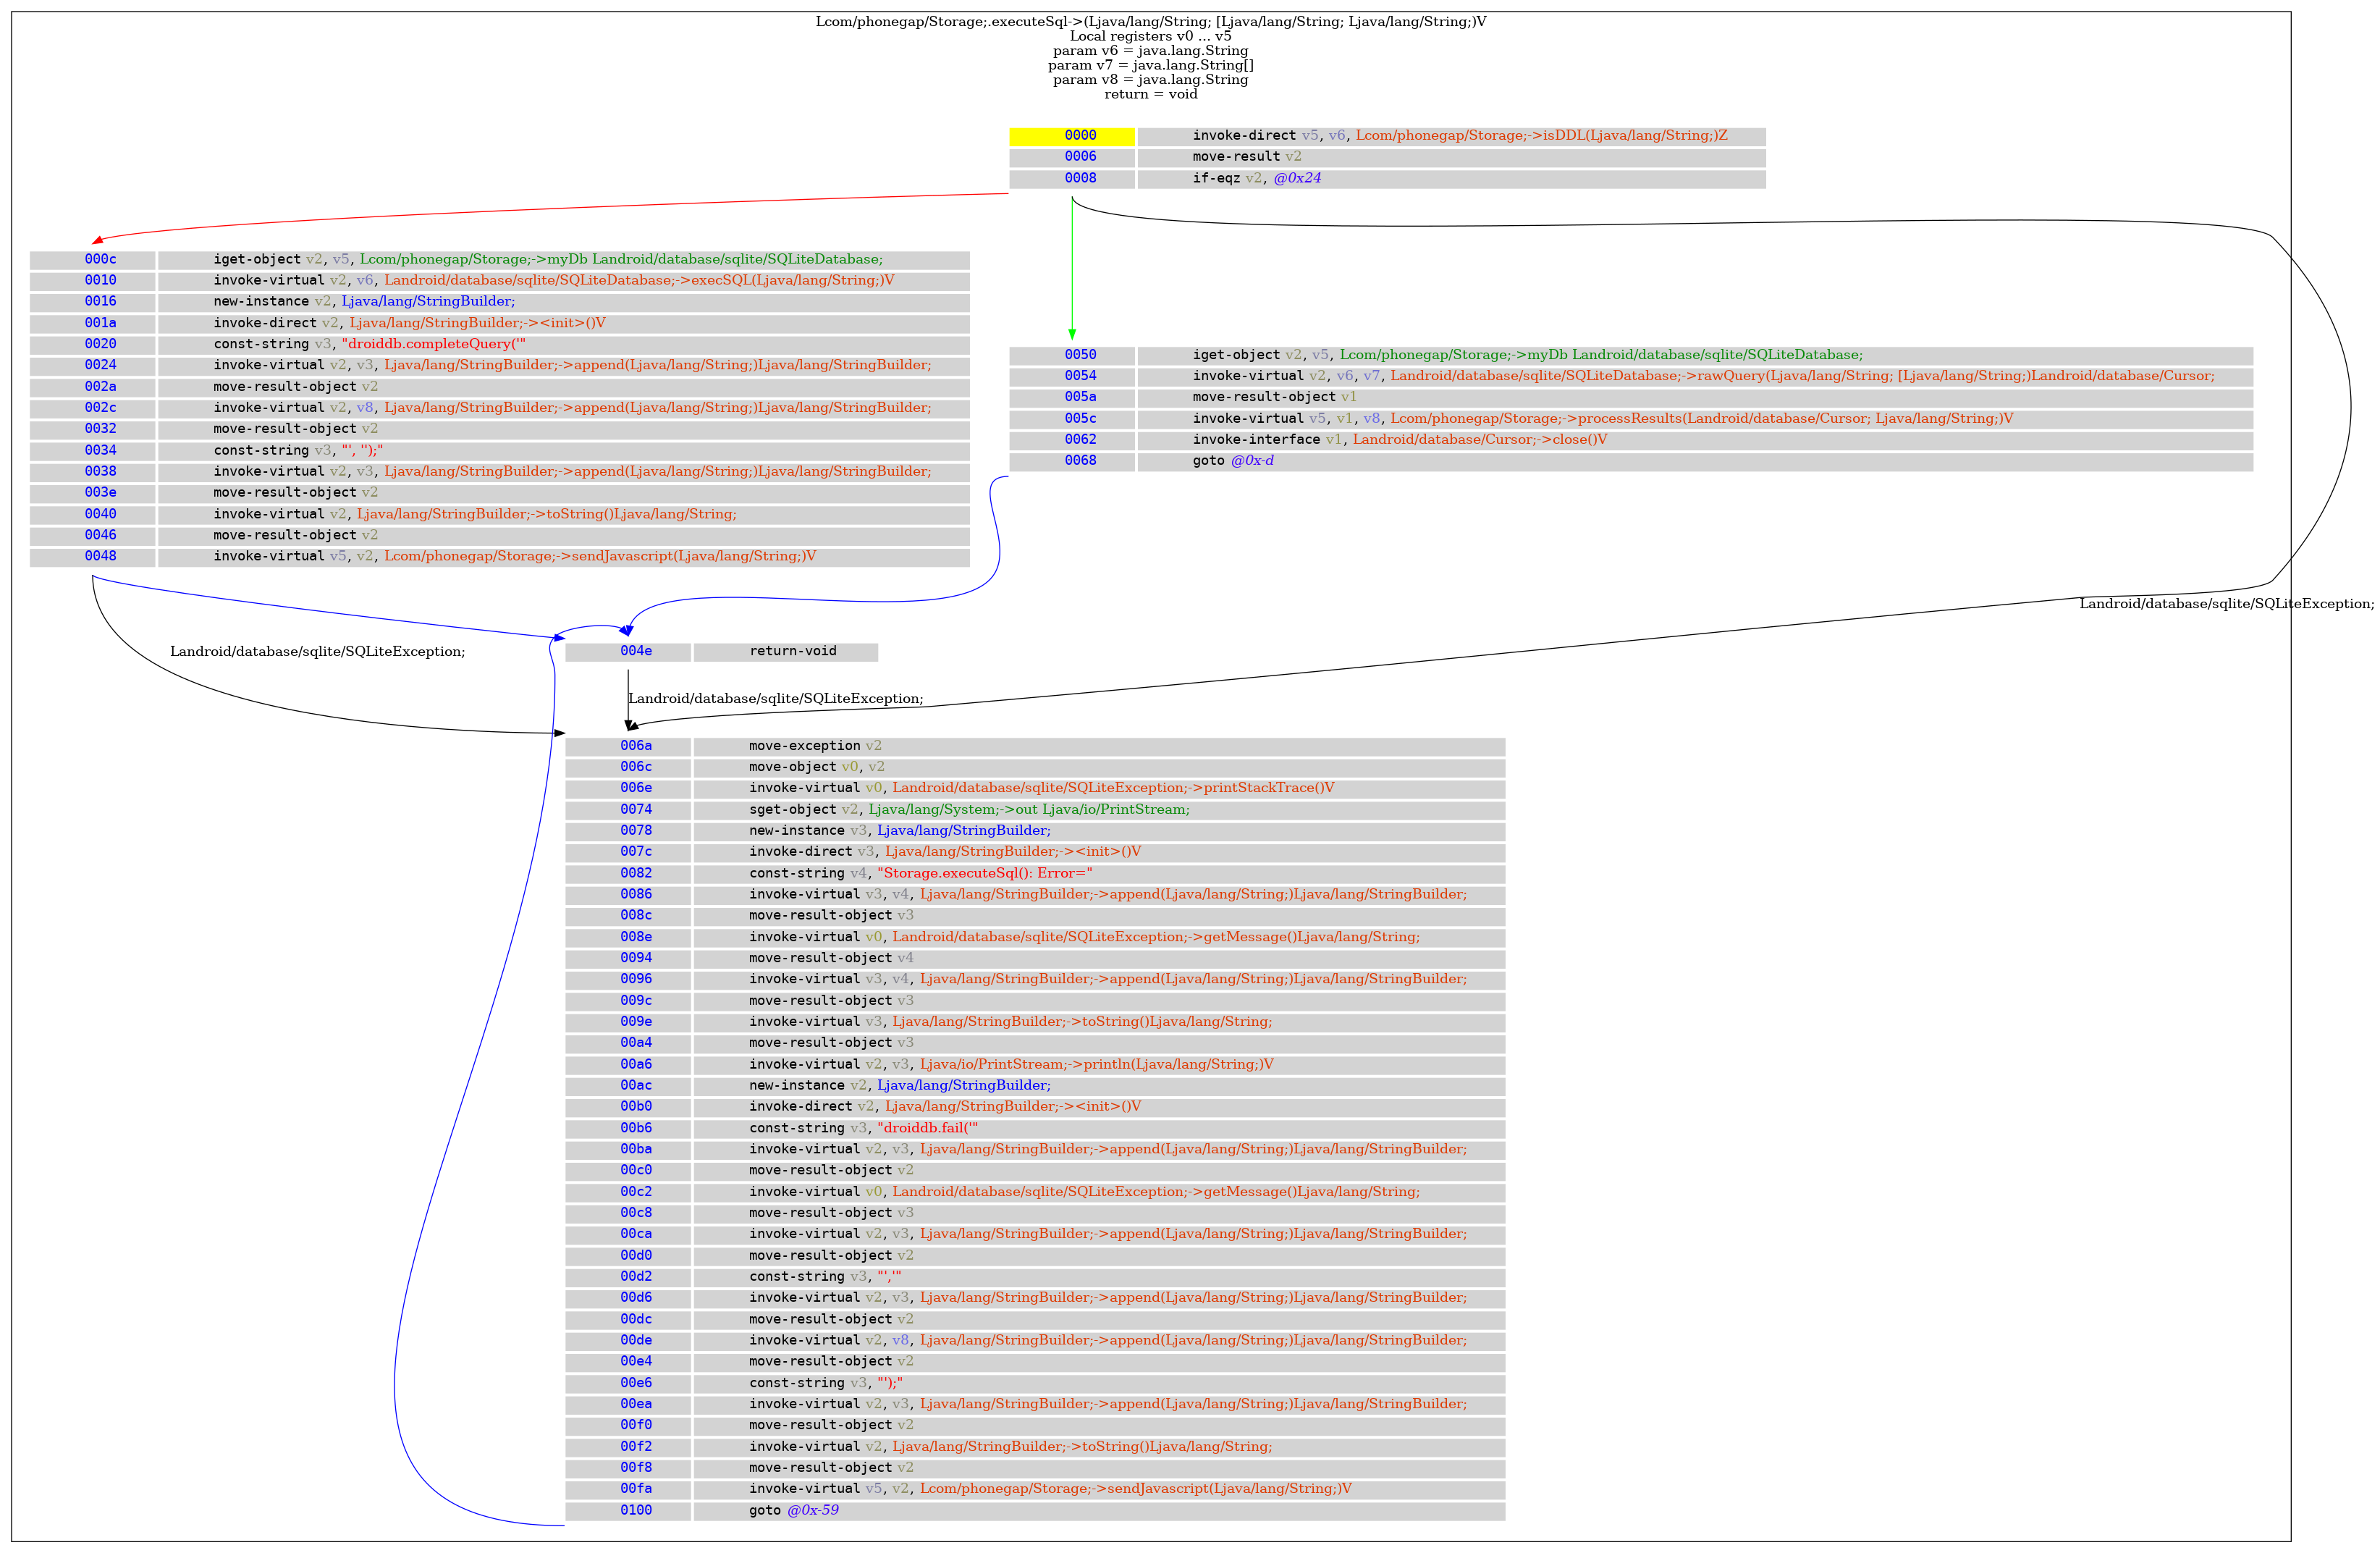 Lcom/phonegap/Storage;.executeSql->(Ljava/lang/String; [Ljava/lang/String; Ljava/lang/String;)V
Local registers v0 ... v5
param v6 = java.lang.String
param v7 = java.lang.String[]
param v8 = java.lang.String
return = void
0000 invoke-direct v5, v6, Lcom/phonegap/Storage;->isDDL(Ljava/lang/String;)Z
0006 move-result v2
0008 if-eqz v2, @0x24
000c iget-object v2, v5, Lcom/phonegap/Storage;->myDb Landroid/database/sqlite/SQLiteDatabase;
0010 invoke-virtual v2, v6, Landroid/database/sqlite/SQLiteDatabase;->execSQL(Ljava/lang/String;)V
0016 new-instance v2, Ljava/lang/StringBuilder;
001a invoke-direct v2, Ljava/lang/StringBuilder;-><init>()V
0020 const-string v3, "droiddb.completeQuery('"
0024 invoke-virtual v2, v3, Ljava/lang/StringBuilder;->append(Ljava/lang/String;)Ljava/lang/StringBuilder;
002a move-result-object v2
002c invoke-virtual v2, v8, Ljava/lang/StringBuilder;->append(Ljava/lang/String;)Ljava/lang/StringBuilder;
0032 move-result-object v2
0034 const-string v3, "', '');"
0038 invoke-virtual v2, v3, Ljava/lang/StringBuilder;->append(Ljava/lang/String;)Ljava/lang/StringBuilder;
003e move-result-object v2
0040 invoke-virtual v2, Ljava/lang/StringBuilder;->toString()Ljava/lang/String;
0046 move-result-object v2
0048 invoke-virtual v5, v2, Lcom/phonegap/Storage;->sendJavascript(Ljava/lang/String;)V
0050 iget-object v2, v5, Lcom/phonegap/Storage;->myDb Landroid/database/sqlite/SQLiteDatabase;
0054 invoke-virtual v2, v6, v7, Landroid/database/sqlite/SQLiteDatabase;->rawQuery(Ljava/lang/String; [Ljava/lang/String;)Landroid/database/Cursor;
005a move-result-object v1
005c invoke-virtual v5, v1, v8, Lcom/phonegap/Storage;->processResults(Landroid/database/Cursor; Ljava/lang/String;)V
0062 invoke-interface v1, Landroid/database/Cursor;->close()V
0068 goto @0x-d
Landroid/database/sqlite/SQLiteException;
Landroid/database/sqlite/SQLiteException;
004e return-void
Landroid/database/sqlite/SQLiteException;
006a move-exception v2
006c move-object v0, v2
006e invoke-virtual v0, Landroid/database/sqlite/SQLiteException;->printStackTrace()V
0074 sget-object v2, Ljava/lang/System;->out Ljava/io/PrintStream;
0078 new-instance v3, Ljava/lang/StringBuilder;
007c invoke-direct v3, Ljava/lang/StringBuilder;-><init>()V
0082 const-string v4, "Storage.executeSql(): Error="
0086 invoke-virtual v3, v4, Ljava/lang/StringBuilder;->append(Ljava/lang/String;)Ljava/lang/StringBuilder;
008c move-result-object v3
008e invoke-virtual v0, Landroid/database/sqlite/SQLiteException;->getMessage()Ljava/lang/String;
0094 move-result-object v4
0096 invoke-virtual v3, v4, Ljava/lang/StringBuilder;->append(Ljava/lang/String;)Ljava/lang/StringBuilder;
009c move-result-object v3
009e invoke-virtual v3, Ljava/lang/StringBuilder;->toString()Ljava/lang/String;
00a4 move-result-object v3
00a6 invoke-virtual v2, v3, Ljava/io/PrintStream;->println(Ljava/lang/String;)V
00ac new-instance v2, Ljava/lang/StringBuilder;
00b0 invoke-direct v2, Ljava/lang/StringBuilder;-><init>()V
00b6 const-string v3, "droiddb.fail('"
00ba invoke-virtual v2, v3, Ljava/lang/StringBuilder;->append(Ljava/lang/String;)Ljava/lang/StringBuilder;
00c0 move-result-object v2
00c2 invoke-virtual v0, Landroid/database/sqlite/SQLiteException;->getMessage()Ljava/lang/String;
00c8 move-result-object v3
00ca invoke-virtual v2, v3, Ljava/lang/StringBuilder;->append(Ljava/lang/String;)Ljava/lang/StringBuilder;
00d0 move-result-object v2
00d2 const-string v3, "','"
00d6 invoke-virtual v2, v3, Ljava/lang/StringBuilder;->append(Ljava/lang/String;)Ljava/lang/StringBuilder;
00dc move-result-object v2
00de invoke-virtual v2, v8, Ljava/lang/StringBuilder;->append(Ljava/lang/String;)Ljava/lang/StringBuilder;
00e4 move-result-object v2
00e6 const-string v3, "');"
00ea invoke-virtual v2, v3, Ljava/lang/StringBuilder;->append(Ljava/lang/String;)Ljava/lang/StringBuilder;
00f0 move-result-object v2
00f2 invoke-virtual v2, Ljava/lang/StringBuilder;->toString()Ljava/lang/String;
00f8 move-result-object v2
00fa invoke-virtual v5, v2, Lcom/phonegap/Storage;->sendJavascript(Ljava/lang/String;)V
0100 goto @0x-59